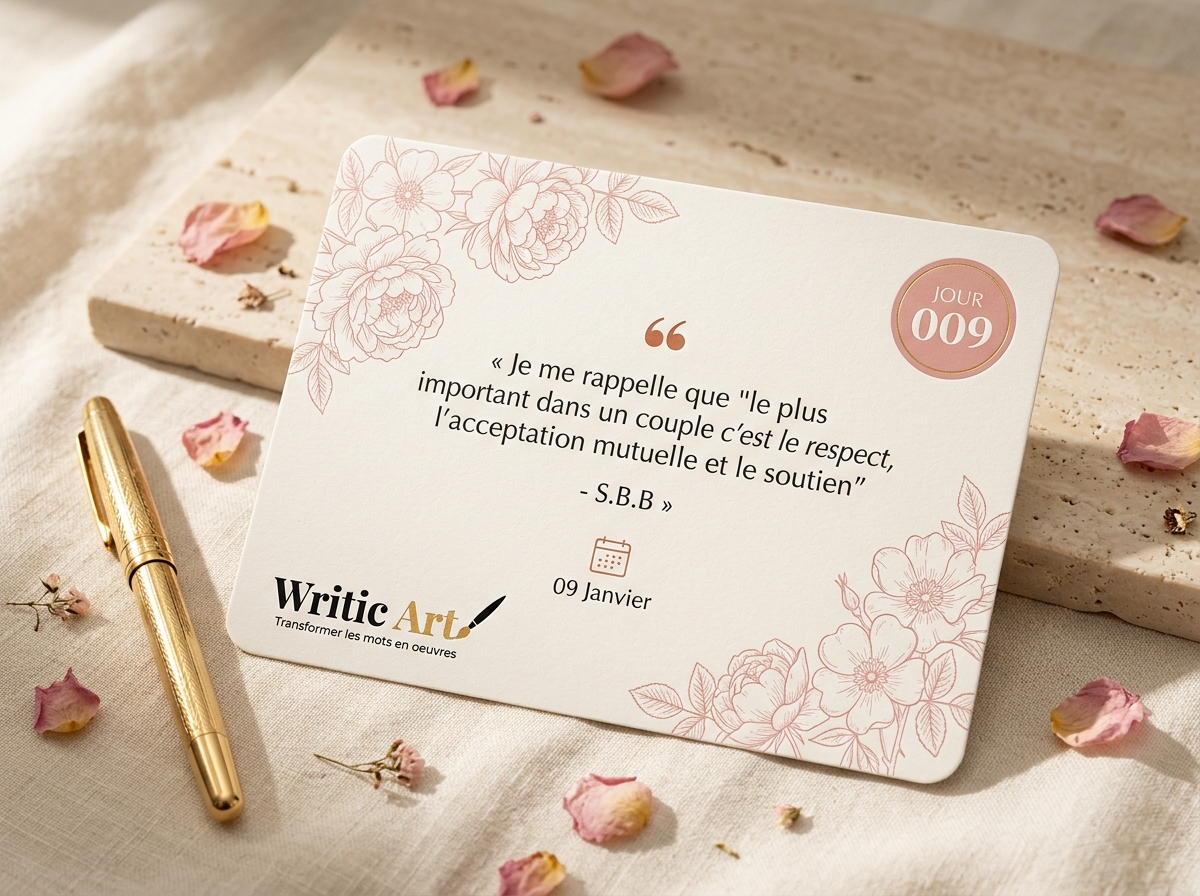 JOUR
009
“
« Je me rappelle que "le plus
important dans un couple c’est le respect,
l’acceptation mutuelle et le soutien”
- S.B.B »
09 Janvier
Writic Art
Transformer les mots en oeuvres